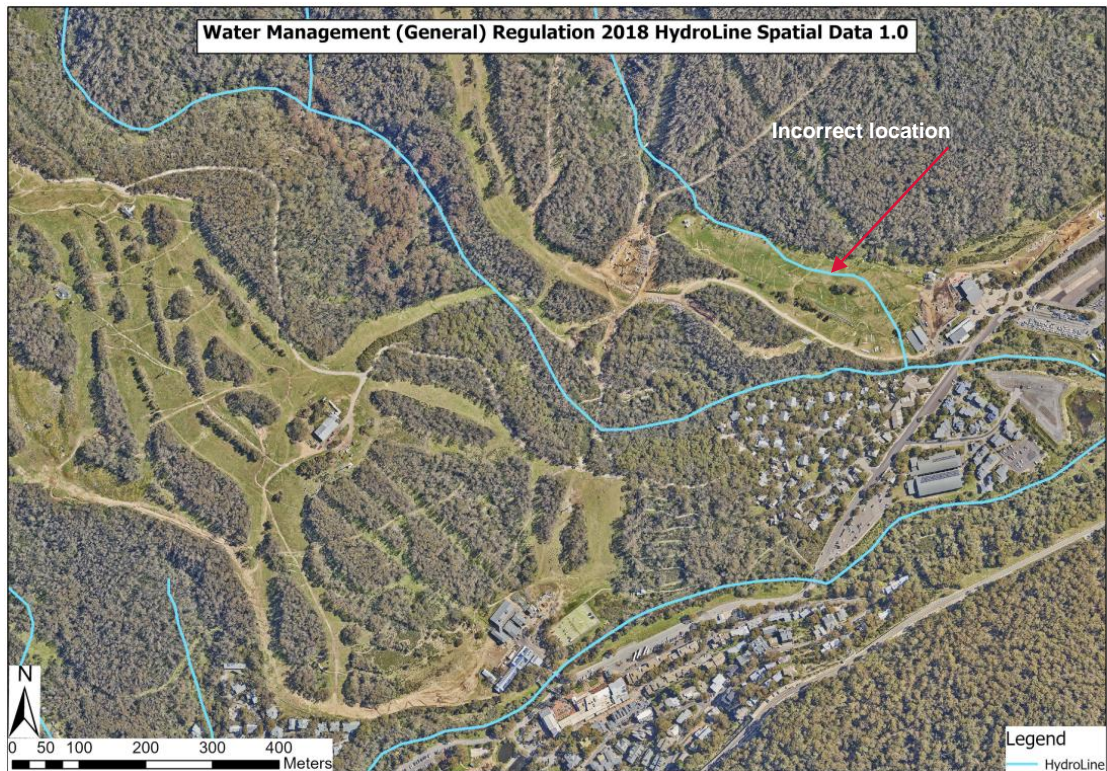 Water Management (General) Regulation 2018 HydroLine Spatial Data 1.0
Incorrect location
N
0 50 100 200 300 400
Meters
Legend
HydroLine